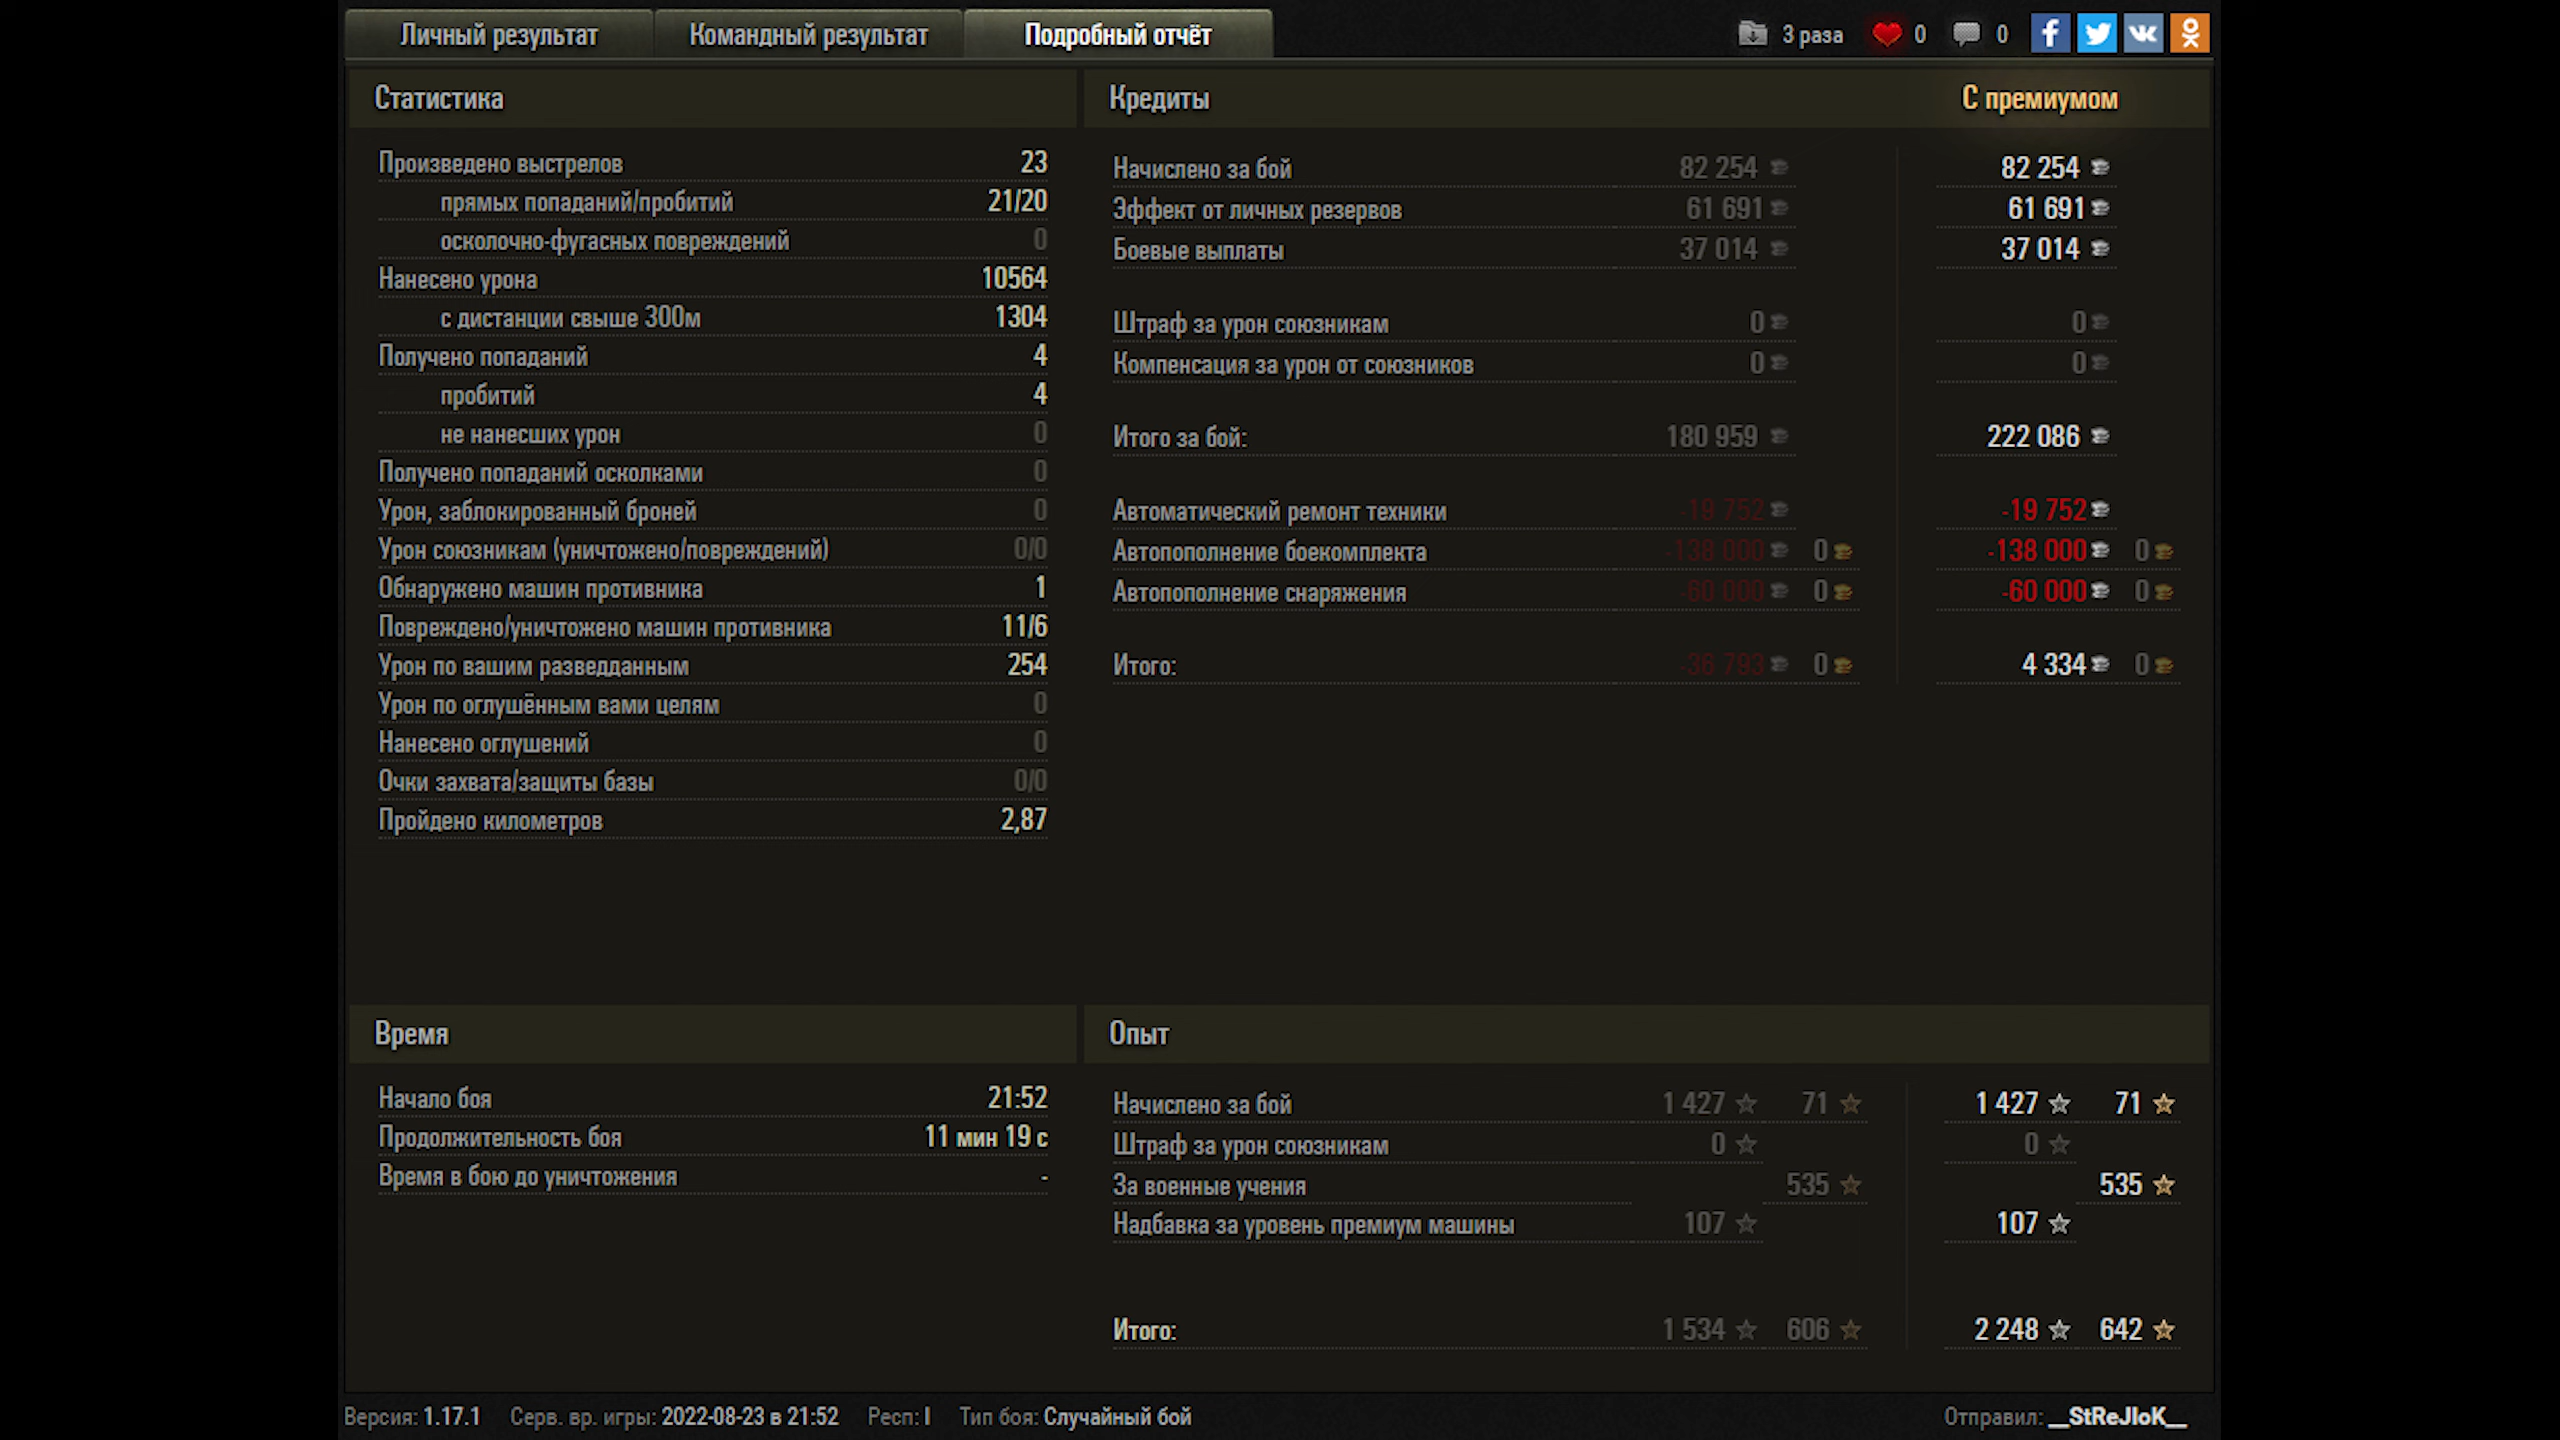 Личный результат Командный результат Подробный отчёт 3 раза 0 0
Статистика
Произведено выстрелов 23
прямых попаданий/пробитий 21/20
осколочно-фугасных повреждений 0
Нанесено урона 10564
с дистанции свыше 300м 1304
Получено попаданий 4
пробитий 4
не нанесших урон 0
Получено попаданий осколками 0
Урон, заблокированный броней 0
Урон союзникам (уничтожено/повреждений) 0/0
Обнаружено машин противника 1
Повреждено/уничтожено машин противника 11/6
Урон по вашим разведданным 254
Урон по оглушённым вами целям 0
Нанесено оглушений 0
Очки захвата/защиты базы 0/0
Пройдено километров 2,87
Кредиты С премиумом
Начислено за бой 82 254 82 254
Эффект от личных резервов 61 691 61 691
Боевые выплаты 37 014 37 014
Штраф за урон союзникам 0 0
Компенсация за урон от союзников 0 0
Итого за бой: 180 959 222 086
Автоматический ремонт техники -19 752 -19 752
Автопополнение боекомплекта -138 000 0 -138 000 0
Автопополнение снаряжения -60 000 0 -60 000 0
Итого: -36 793 0 4 334 0
Время
Начало боя 21:52
Продолжительность боя 11 мин 19 с
Время в бою до уничтожения -
Опыт
Начислено за бой 1 427 71 1 427 71
Штраф за урон союзникам 0 0
За военные учения 535 535
Надбавка за уровень премиум машины 107 107
Итого: 1 534 606 2 248 642
Версия: 1.17.1 Серв. вр. игры: 2022-08-23 в 21:52 Респ: I Тип боя: Случайный бой Отправил: __StReJIoK__